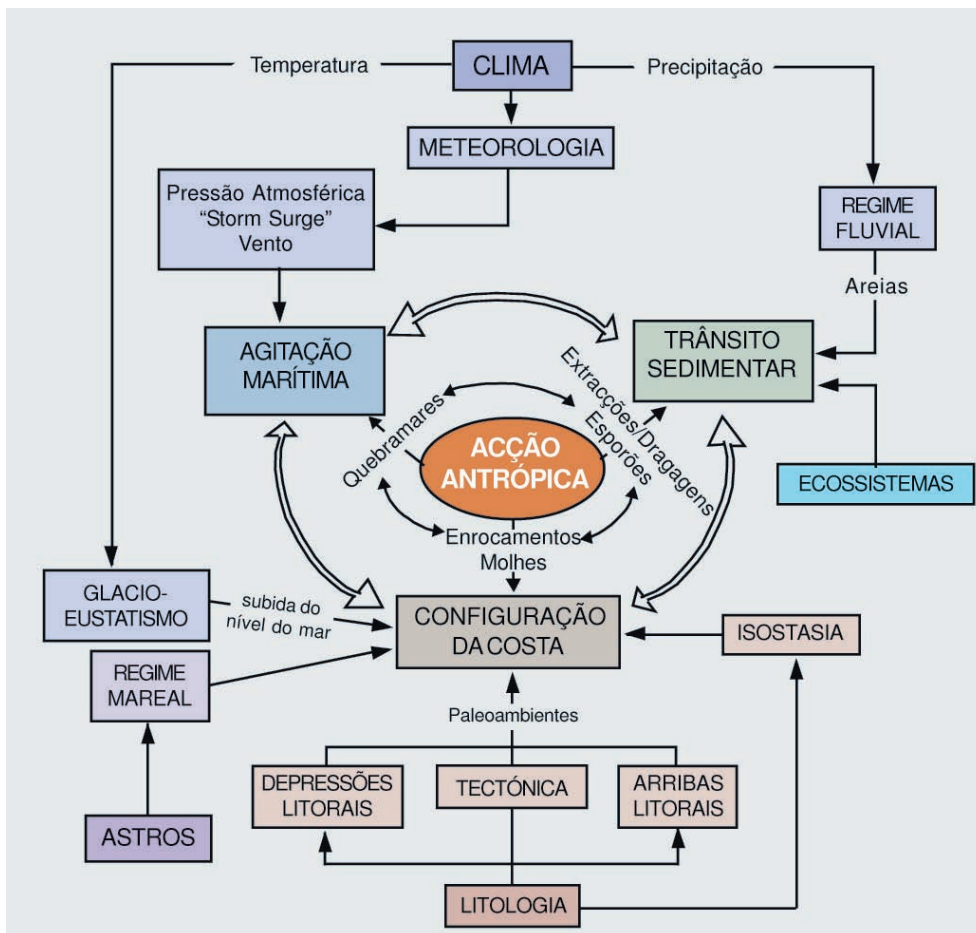 Temperatura
CLIMA
Precipitação
METEOROLOGIA
Pressão Atmosférica
“Storm Surge”
Vento
REGIME
FLUVIAL
Areias
AGITAÇÃO
MARÍTIMA
TRÂNSITO
SEDIMENTAR
Quebramares
Extracções/Dragagens
Esporões
ACÇÃO
ANTRÓPICA
ECOSSISTEMAS
Enrocamentos
Molhes
GLACIO-
EUSTATISMO
subida do
nível do mar
CONFIGURAÇÃO
DA COSTA
ISOSTASIA
REGIME
MAREAL
Paleoambientes
DEPRESSÕES
LITORAIS
TECTÓNICA
ARRIBAS
LITORAIS
ASTROS
LITOLOGIA